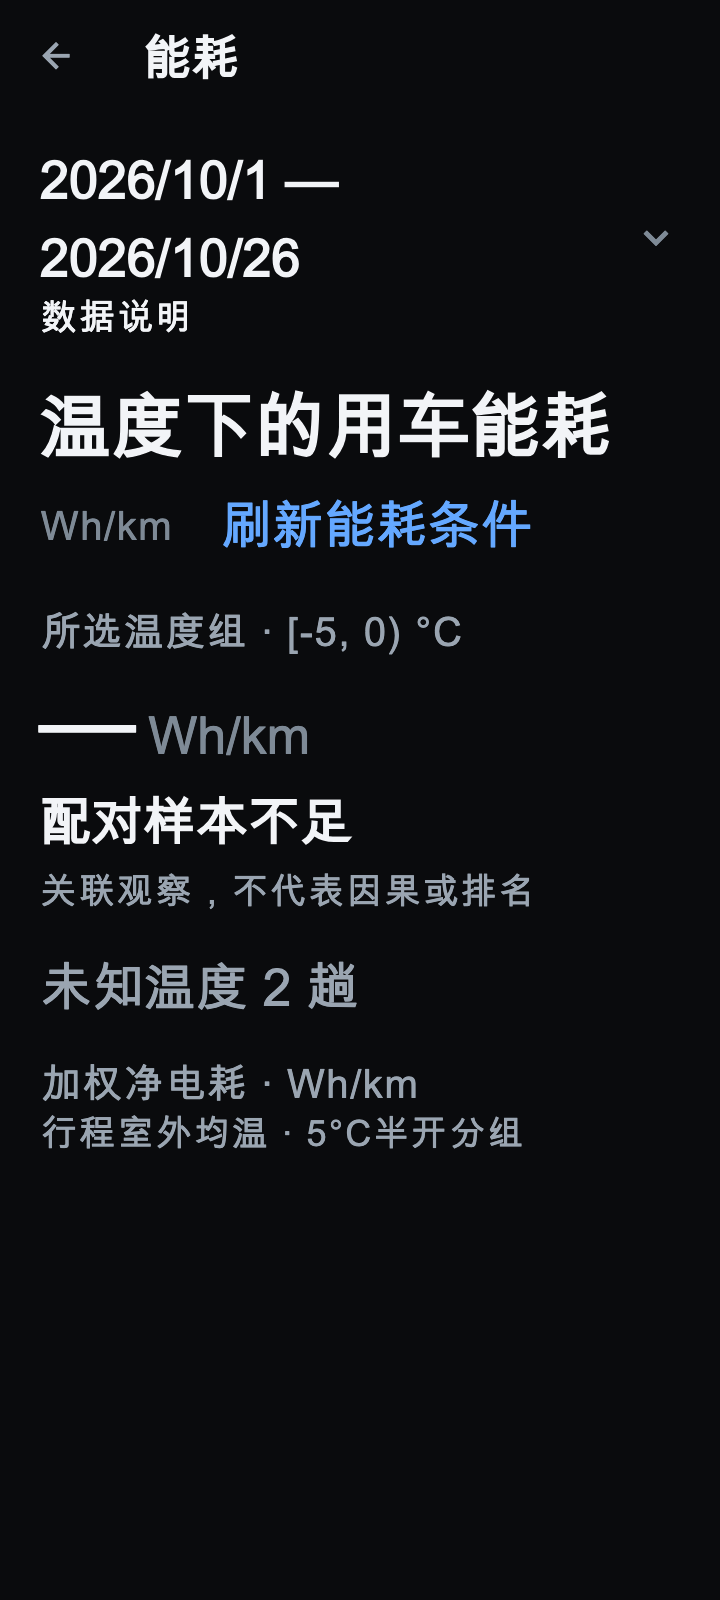 能耗
2026/10/1 —
2026/10/26
数据说明
温度下的用车能耗
Wh/km 刷新能耗条件
所选温度组 · [-5, 0) °C
— Wh/km
配对样本不足
关联观察，不代表因果或排名
未知温度 2 趟
加权净电耗 · Wh/km
行程室外均温 · 5°C半开分组